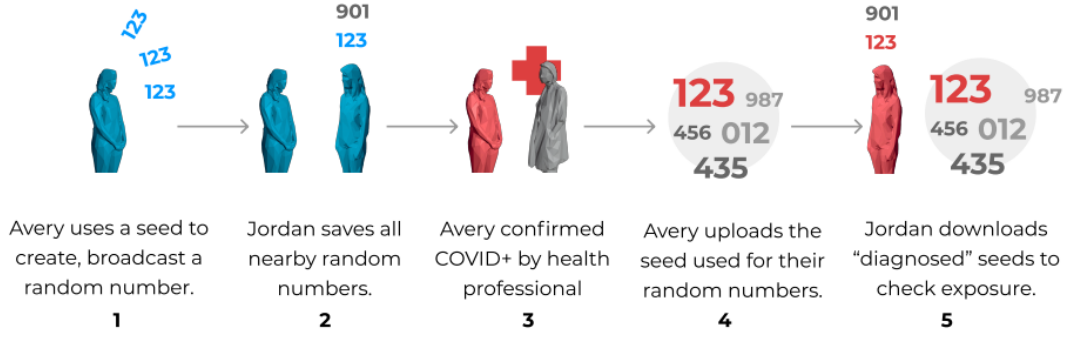 123
123
123
901
123
123
987
456
012
435
901
123
123
987
456
012
435
Avery uses a seed to
create, broadcast a
random number.
1
Jordan saves all
nearby random
numbers.
2
Avery confirmed
COVID+ by health
professional
3
Avery uploads the
seed used for their
random numbers.
4
Jordan downloads
“diagnosed” seeds to
check exposure.
5